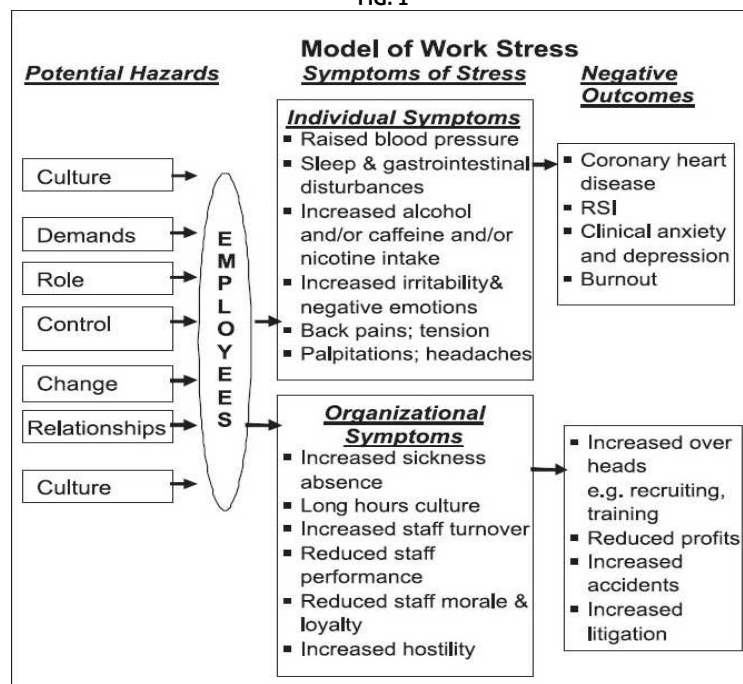 FIG. 1
Model of Work Stress
Potential Hazards
Symptoms of Stress
Negative
Outcomes
Culture
Demands
Role
Control
Change
Relationships
Culture
EMPLOYEES
Individual Symptoms
▪ Raised blood pressure
▪ Sleep & gastrointestinal
disturbances
▪ Increased alcohol
and/or caffeine and/or
nicotine intake
▪ Increased irritability&
negative emotions
▪ Back pains; tension
▪ Palpitations; headaches
▪ Coronary heart
disease
▪ RSI
▪ Clinical anxiety
and depression
▪ Burnout
Organizational
Symptoms
▪ Increased sickness
absence
▪ Long hours culture
▪ Increased staff turnover
▪ Reduced staff
performance
▪ Reduced staff morale &
loyalty
▪ Increased hostility
▪ Increased over
heads
e.g. recruiting,
training
▪ Reduced profits
▪ Increased
accidents
▪ Increased
litigation